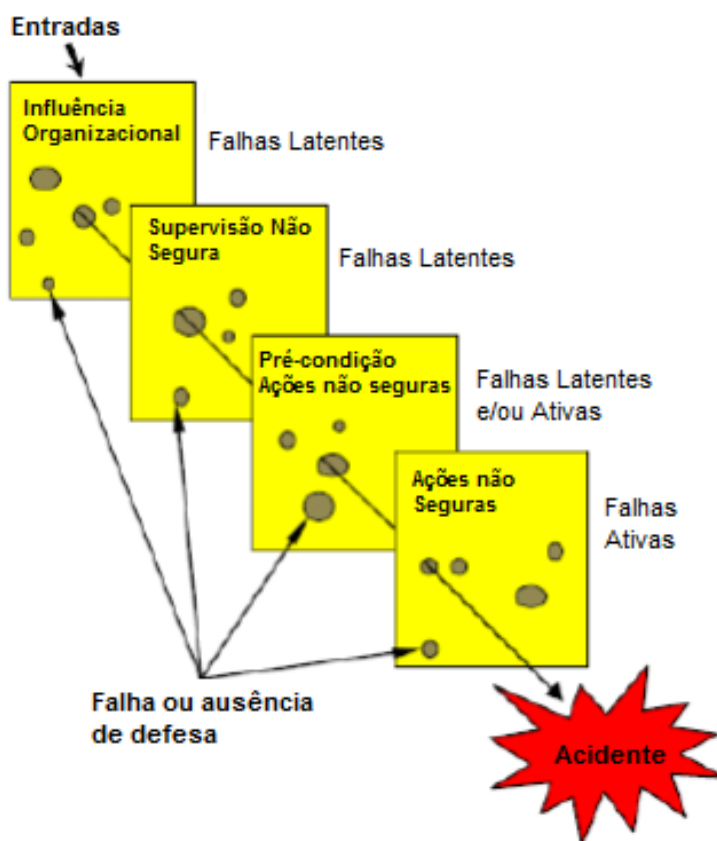 Entradas
Influência
Organizacional
Falhas Latentes
Supervisão Não
Segura
Falhas Latentes
Pré-condição
Ações não seguras
Falhas Latentes
e/ou Ativas
Ações não
Seguras
Falhas
Ativas
Falha ou ausência
de defesa
Acidente